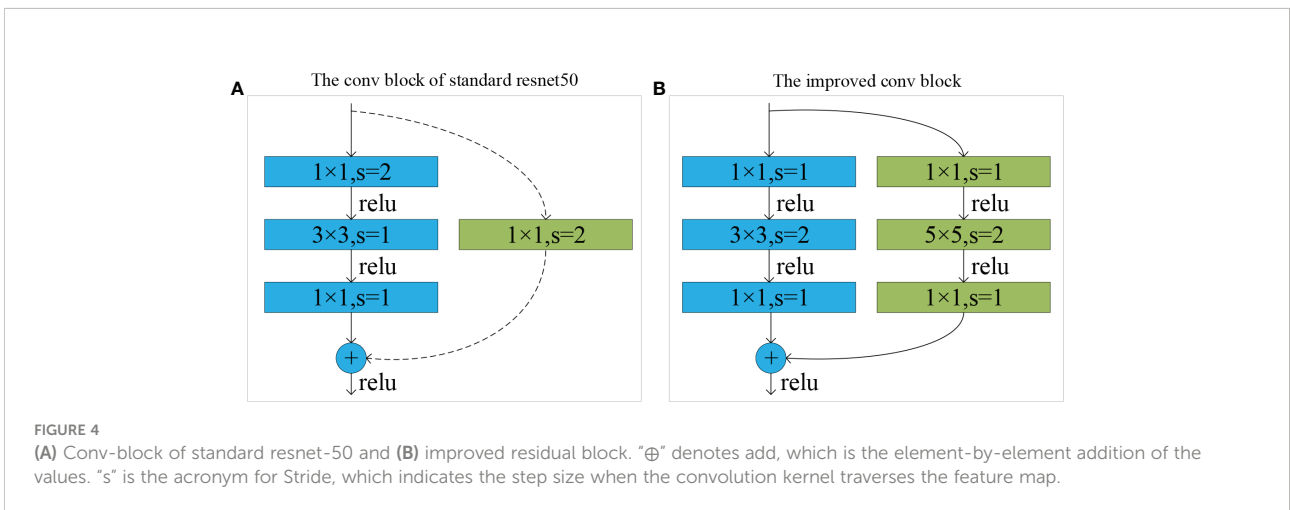 A
The conv block of standard resnet50
1×1,s=2
relu
3×3,s=1
1×1,s=2
relu
1×1,s=1
+
relu
B
The improved conv block
1×1,s=1
1×1,s=1
relu
relu
3×3,s=2
5×5,s=2
relu
relu
1×1,s=1
1×1,s=1
+
relu
FIGURE 4
(A) Conv-block of standard resnet-50 and (B) improved residual block. “⊕” denotes add, which is the element-by-element addition of the
values. “s” is the acronym for Stride, which indicates the step size when the convolution kernel traverses the feature map.